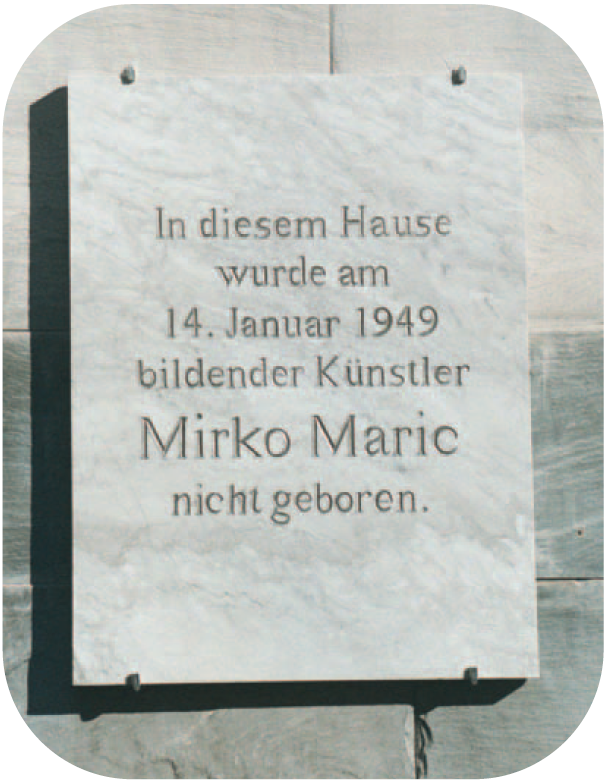 In diesem Hause
wurde am
14. Januar 1949
bildender Künstler
Mirko Maric
nicht geboren.